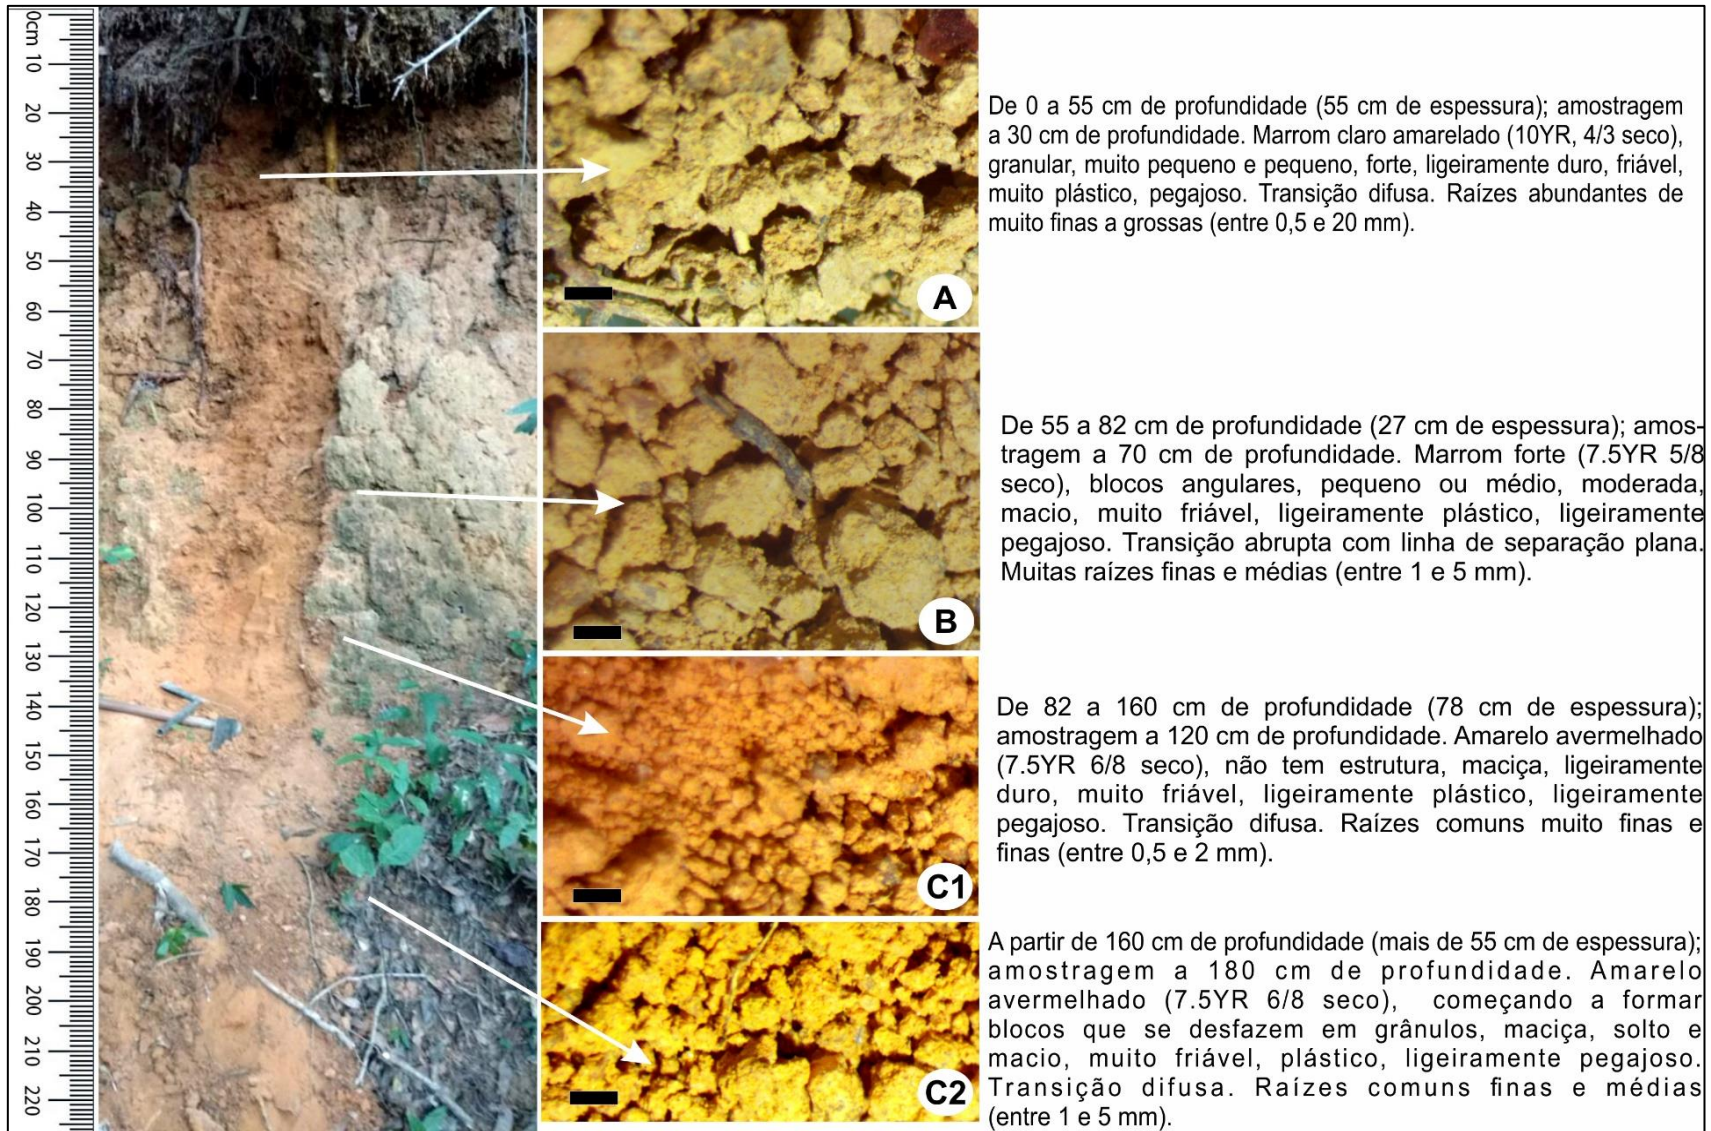 0cm
10
20
30
40
50
60
70
80
90
100
110
120
130
140
150
160
170
180
190
200
210
220
A
De 0 a 55 cm de profundidade (55 cm de espessura); amostragem
a 30 cm de profundidade. Marrom claro amarelado (10YR, 4/3 seco),
granular, muito pequeno e pequeno, forte, ligeiramente duro, friável,
muito plástico, pegajoso. Transição difusa. Raízes abundantes de
muito finas a grossas (entre 0,5 e 20 mm).
B
De 55 a 82 cm de profundidade (27 cm de espessura); amos-
tragem a 70 cm de profundidade. Marrom forte (7.5YR 5/8
seco), blocos angulares, pequeno ou médio, moderada,
macio, muito friável, ligeiramente plástico, ligeiramente
pegajoso. Transição abrupta com linha de separação plana.
Muitas raízes finas e médias (entre 1 e 5 mm).
C1
De 82 a 160 cm de profundidade (78 cm de espessura);
amostragem a 120 cm de profundidade. Amarelo avermelhado
(7.5YR 6/8 seco), não tem estrutura, maciça, ligeiramente
duro, muito friável, ligeiramente plástico, ligeiramente
pegajoso. Transição difusa. Raízes comuns muito finas e
finas (entre 0,5 e 2 mm).
C2
A partir de 160 cm de profundidade (mais de 55 cm de espessura);
amostragem a 180 cm de profundidade. Amarelo
avermelhado (7.5YR 6/8 seco), começando a formar
blocos que se desfazem em grânulos, maciça, solto e
macio, muito friável, plástico, ligeiramente pegajoso.
Transição difusa. Raízes comuns finas e médias
(entre 1 e 5 mm).